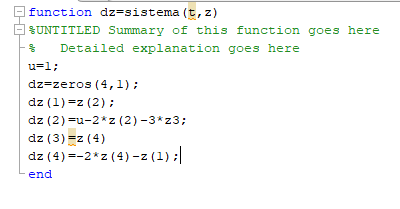 function dz=sistema(t,z)
%UNTITLED Summary of this function goes here
%   Detailed explanation goes here
u=1;
dz=zeros(4,1);
dz(1)=z(2);
dz(2)=u-2*z(2)-3*z3;
dz(3)=z(4)
dz(4)=-2*z(4)-z(1);
end